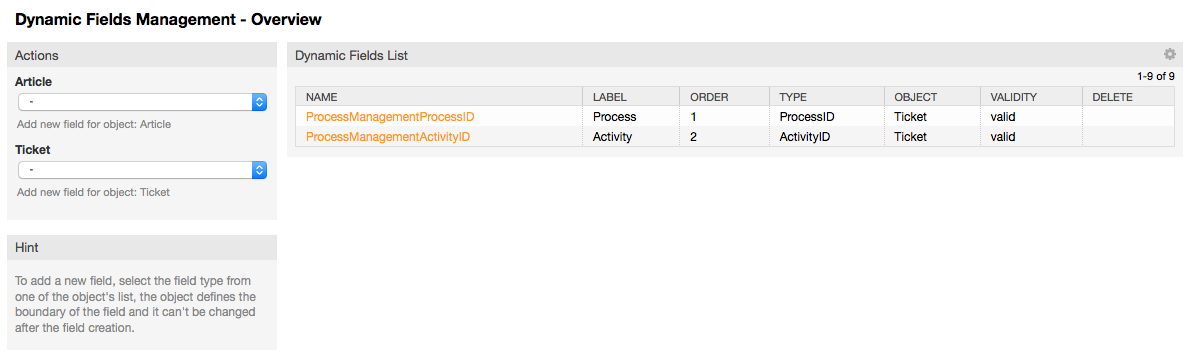 Dynamic Fields Management - Overview
Actions
Article
-
Add new field for object: Article
Ticket
-
Add new field for object: Ticket
Hint
To add a new field, select the field type from
one of the object's list, the object defines the
boundary of the field and it can't be changed
after the field creation.
Dynamic Fields List
1-9 of 9
NAME LABEL ORDER TYPE OBJECT VALIDITY DELETE
ProcessManagementProcessID Process 1 ProcessID Ticket valid
ProcessManagementActivityID Activity 2 ActivityID Ticket valid